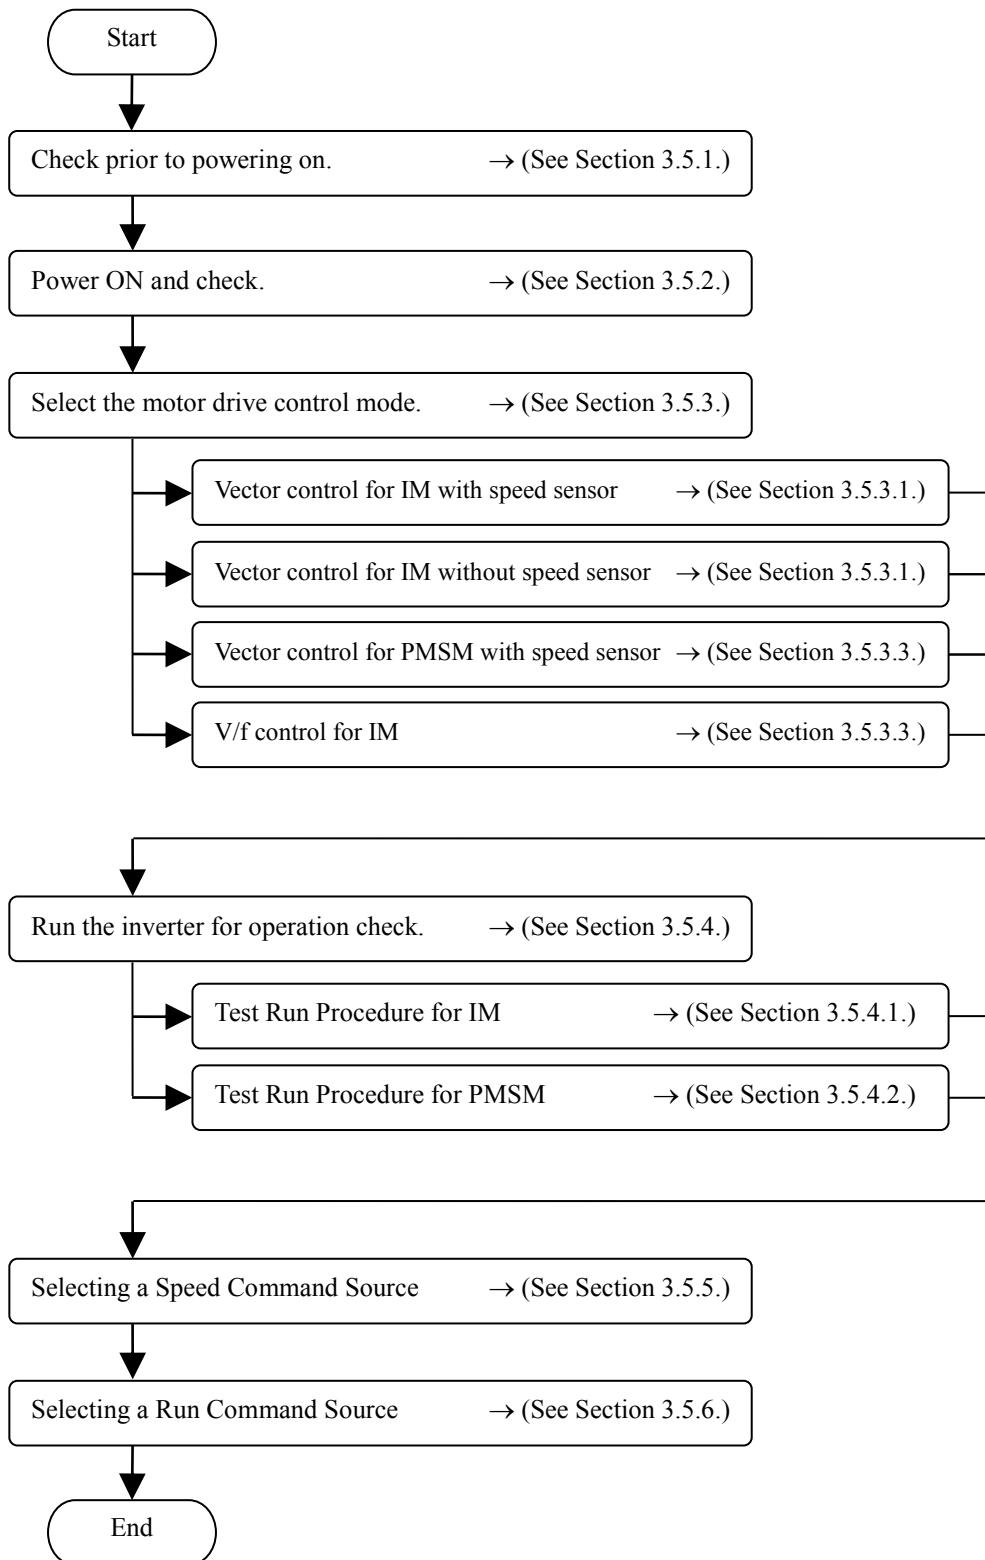 Start
Check prior to powering on. → (See Section 3.5.1.)
Power ON and check. → (See Section 3.5.2.)
Select the motor drive control mode. → (See Section 3.5.3.)
Vector control for IM with speed sensor → (See Section 3.5.3.1.)
Vector control for IM without speed sensor → (See Section 3.5.3.1.)
Vector control for PMSM with speed sensor → (See Section 3.5.3.3.)
V/f control for IM → (See Section 3.5.3.3.)
Run the inverter for operation check. → (See Section 3.5.4.)
Test Run Procedure for IM → (See Section 3.5.4.1.)
Test Run Procedure for PMSM → (See Section 3.5.4.2.)
Selecting a Speed Command Source → (See Section 3.5.5.)
Selecting a Run Command Source → (See Section 3.5.6.)
End